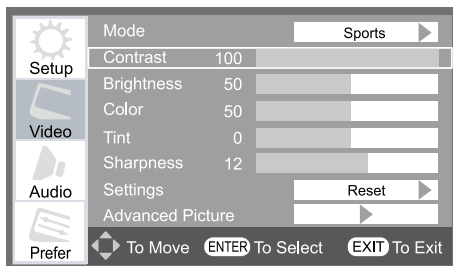 Setup
Video
Audio
Prefer
Mode Sports
Contrast 100
Brightness 50
Color 50
Tint 0
Sharpness 12
Settings Reset
Advanced Picture
To Move ENTER To Select EXIT To Exit